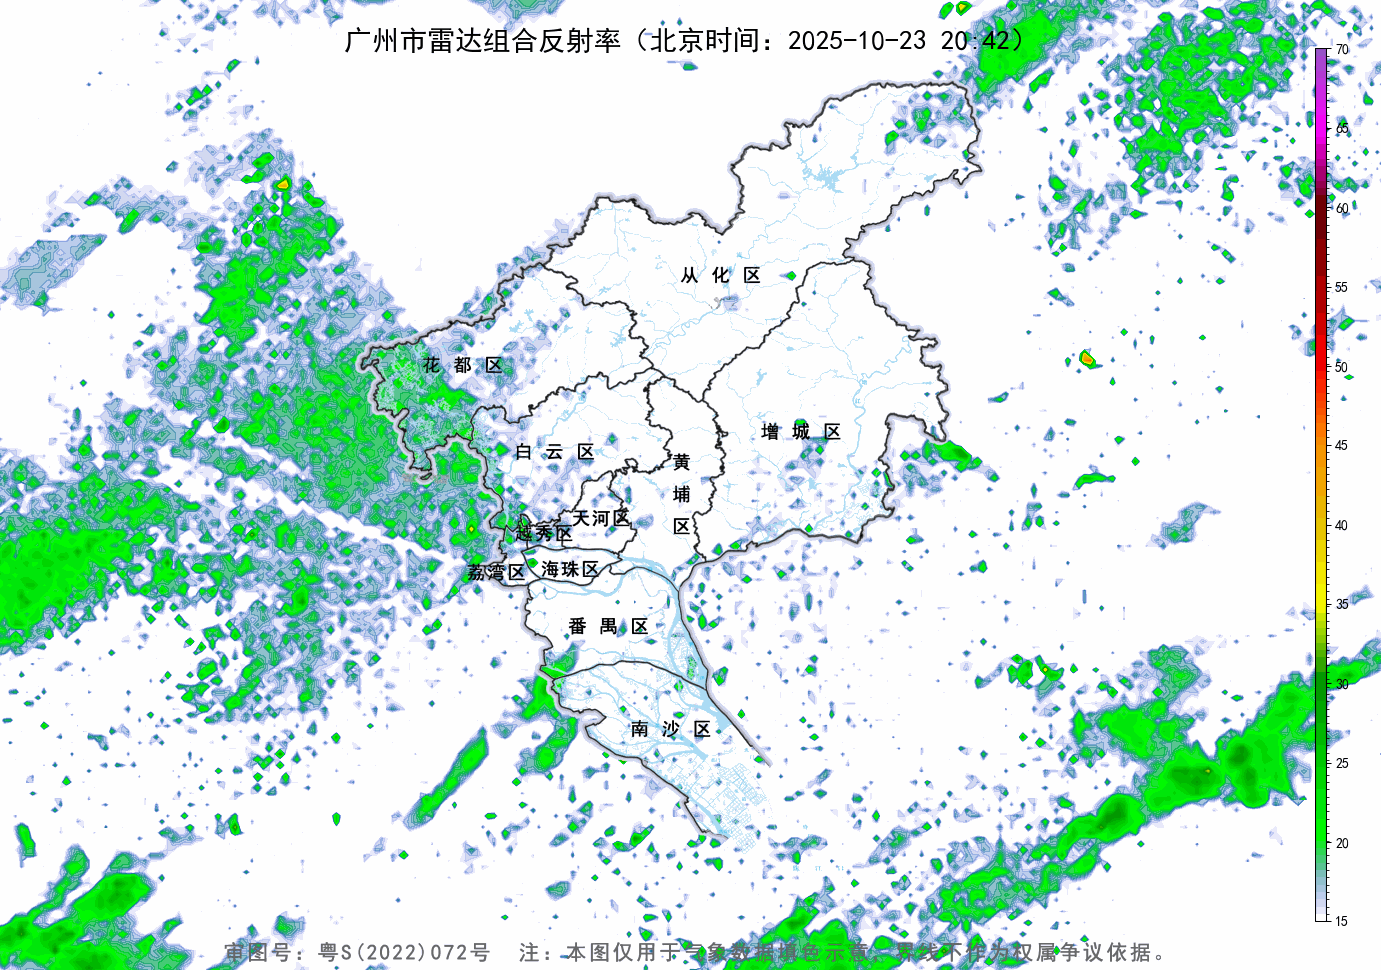 广州市雷达组合反射率（北京时间：2025-10-23 20:42）
70
65
60
55
50
45
40
35
30
25
20
15
从化区
花都区
白云区
增城区
黄埔区
天河区
越秀区
荔湾区
海珠区
番禺区
南沙区
审图号：粤S(2022)072号 注：本图仅用于气象数据填色示意，界线不作为权属争议依据。